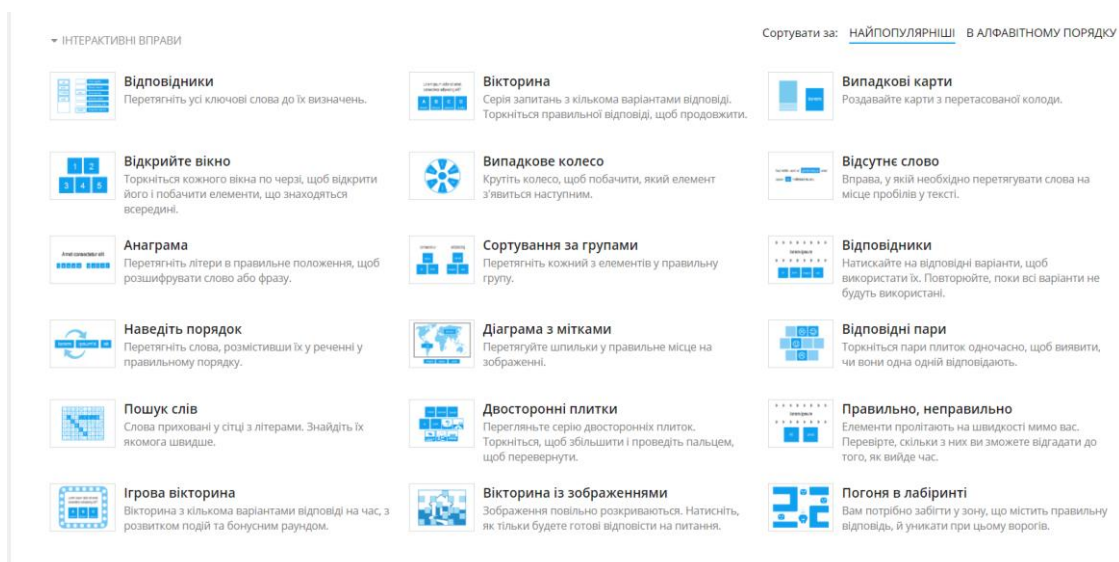 Сортувати за: НАЙПОПУЛЯРНІШІ В АЛФАВІТНОМУ ПОРЯДКУ
ІНТЕРАКТИВНІ ВПРАВИ
Відповідники
Перетягніть усі ключові слова до їх визначень.
Вікторина
Серія запитань з кількома варіантами відповіді.
Торкніться правильної відповіді, щоб продовжити.
Випадкові карти
Роздавайте карти з перетасованої колоди.
Відкрийте вікно
Торкніться кожного вікна по черзі, щоб відкрити
його і побачити елементи, що знаходяться
всередині.
1 2
3 4 5
Випадкове колесо
Крутіть колесо, щоб побачити, який елемент
з'явиться наступним.
Відсутнє слово
Вправа, у якій необхідно перетягувати слова на
місце пробілів у тексті.
Анаграма
Перетягніть літери в правильне положення, щоб
розшифрувати слово або фразу.
Сортування за групами
Перетягніть кожний з елементів у правильну
групу.
Відповідники
Натискайте на відповідні варіанти, щоб
використати їх. Повторюйте, поки всі варіанти не
будуть використані.
Наведіть порядок
Перетягніть слова, розмістивши їх у реченні у
правильному порядку.
Діаграма з мітками
Перетягуйте шпильки у правильне місце на
зображенні.
Відповідні пари
Торкніться пари плиток одночасно, щоб виявити,
чи вони одна одній відповідають.
Пошук слів
Слова приховані у сітці з літерами. Знайдіть їх
якомога швидше.
Двосторонні плитки
Перегляньте серію двосторонніх плиток.
Торкніться, щоб збільшити і проведіть пальцем,
щоб перевернути.
Правильно, неправильно
Елементи пролітають на швидкості мимо вас.
Перевірте, скільки з них ви зможете відгадати до
того, як вийде час.
Ігрова вікторина
Вікторина з кількома варіантами відповіді на час, з
розвитком подій та бонусним раундом.
Вікторина із зображеннями
Зображення повільно розкриваються. Натисніть,
як тільки будете готові відповісти на питання.
Погоня в лабіринті
Вам потрібно забігти у зону, що містить правильну
відповідь, й уникати при цьому ворогів.